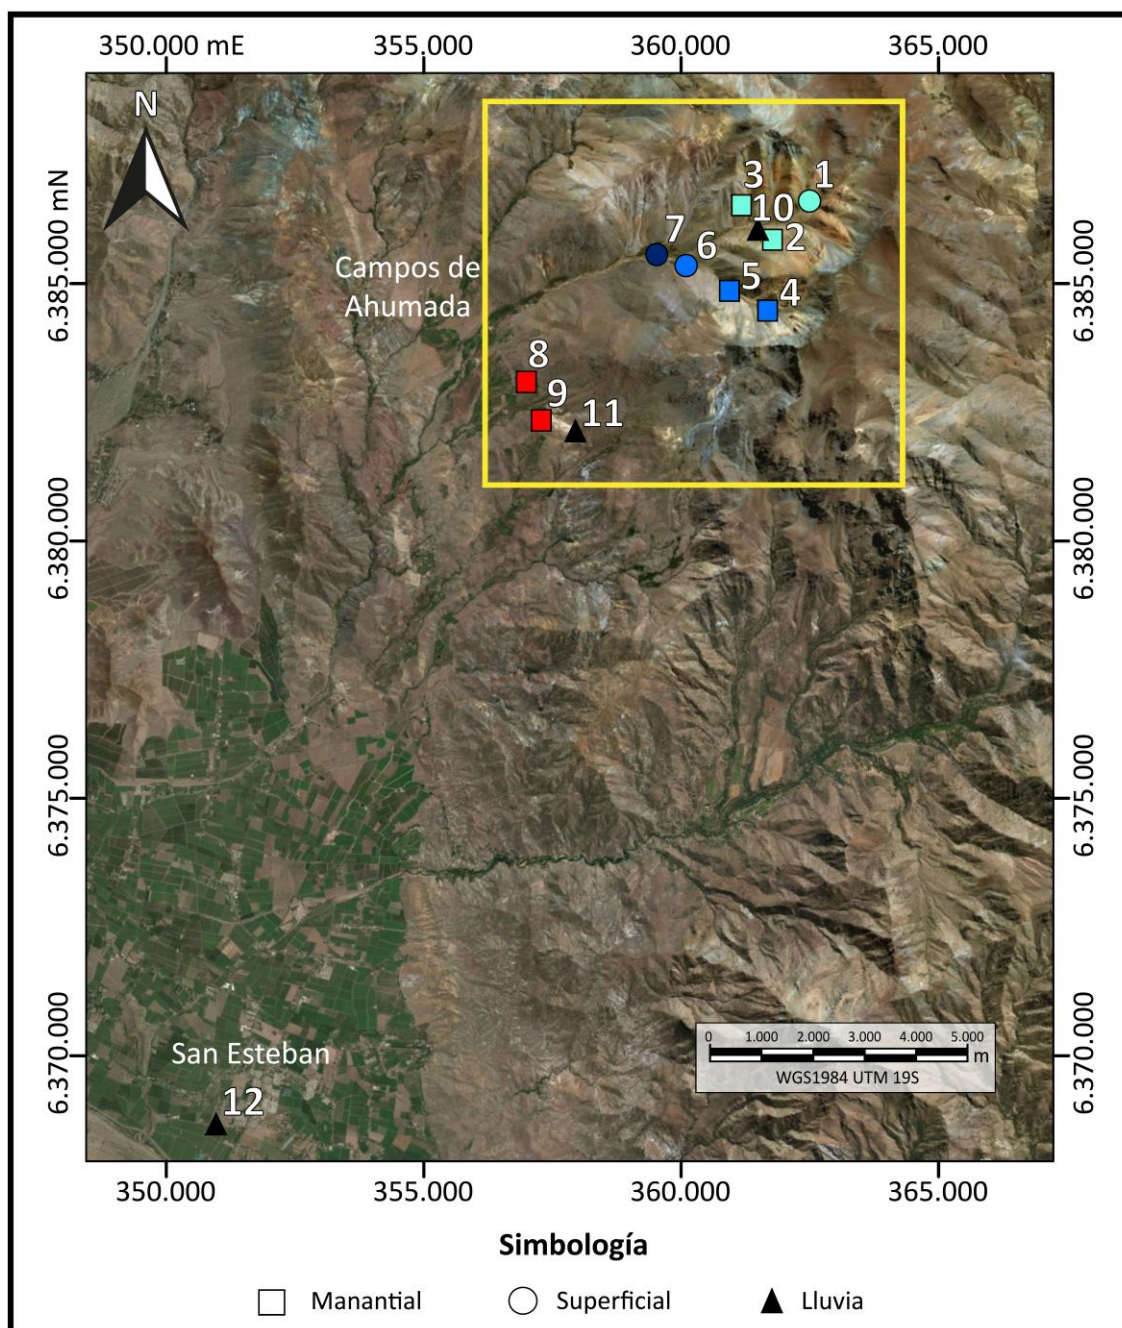 350.000 mE 355.000 360.000 365.000
N
3 1
10
2
7 6
5 4
Campos de
Ahumada
8
9
11
6.385.000 mN
6.380.000
6.375.000
6.370.000
6.385.000
6.380.000
6.375.000
6.370.000
San Esteban
12
0 1.000 2.000 3.000 4.000 5.000
m
WGS1984 UTM 19S
350.000 355.000 360.000 365.000
Simbología
Manantial Superficial Lluvia